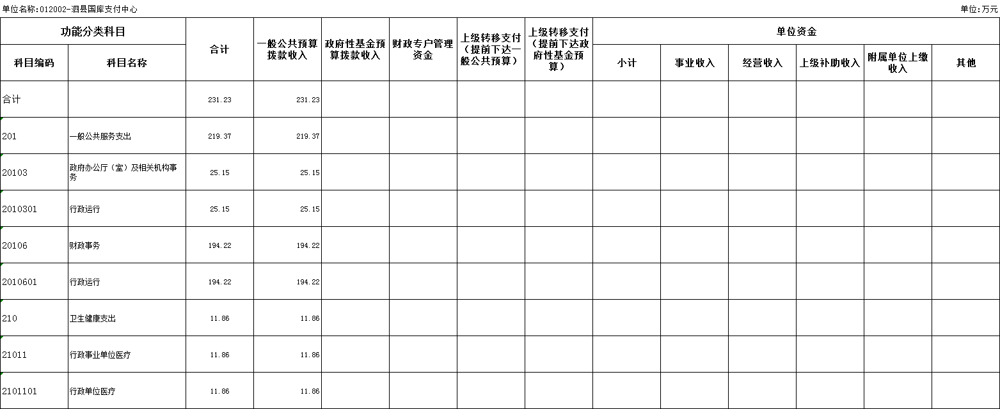 单位名称:012002-泗县国库支付中心 单位:万元
功能分类科目 合计 一般公共预算拨款收入 政府性基金预算拨款收入 财政专户管理资金 上级转移支付（提前下达一般公共预算） 上级转移支付（提前下达政府性基金预算） 单位资金
科目编码 科目名称 小计 事业收入 经营收入 上级补助收入 附属单位上缴收入 其他
合计 231.23 231.23
201 一般公共服务支出 219.37 219.37
20103 政府办公厅（室）及相关机构事务 25.15 25.15
2010301 行政运行 25.15 25.15
20106 财政事务 194.22 194.22
2010601 行政运行 194.22 194.22
210 卫生健康支出 11.86 11.86
21011 行政事业单位医疗 11.86 11.86
2101101 行政单位医疗 11.86 11.86